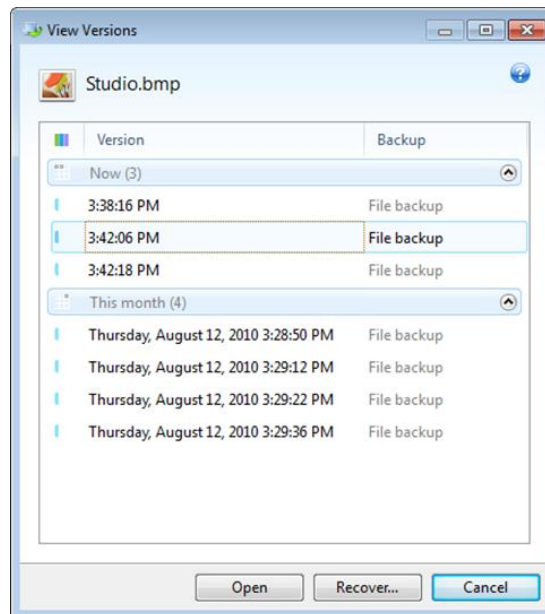 View Versions
Studio.bmp
Version Backup
Now (3)
3:38:16 PM File backup
3:42:06 PM File backup
3:42:18 PM File backup
This month (4)
Thursday, August 12, 2010 3:28:50 PM File backup
Thursday, August 12, 2010 3:29:12 PM File backup
Thursday, August 12, 2010 3:29:22 PM File backup
Thursday, August 12, 2010 3:29:36 PM File backup
Open Recover... Cancel